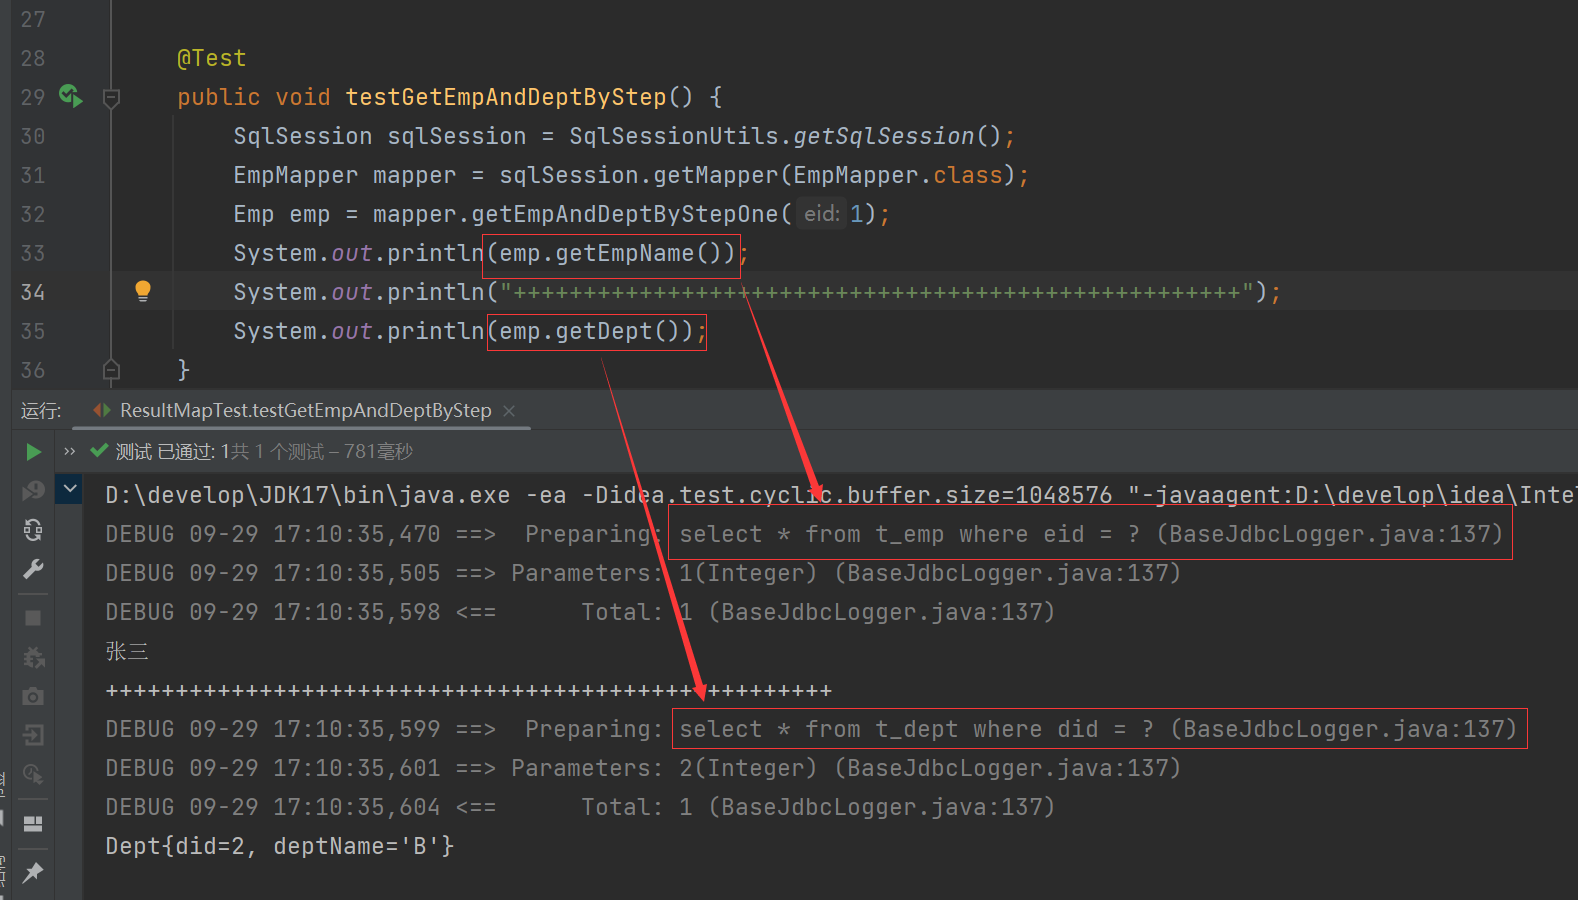 27
28 @Test
29 public void testGetEmpAndDeptByStep() {
30 SqlSession sqlSession = SqlSessionUtils.getSqlSession();
31 EmpMapper mapper = sqlSession.getMapper(EmpMapper.class);
32 Emp emp = mapper.getEmpAndDeptByStepOne( eid: 1);
33 System.out.println(emp.getEmpName());
34 System.out.println("++++++++++++++++++++++++++++++++++++++++++++++++++++");
35 System.out.println(emp.getDept());
36 }
运行: ResultMapTest.testGetEmpAndDeptByStep ×
» 测试 已通过: 1共 1 个测试 – 781毫秒
D:\develop\JDK17\bin\java.exe -ea -Didea.test.cyclic.buffer.size=1048576 "-javaagent:D:\develop\idea\Inte
DEBUG 09-29 17:10:35,470 ==>  Preparing: select * from t_emp where eid = ? (BaseJdbcLogger.java:137)
DEBUG 09-29 17:10:35,505 ==> Parameters: 1(Integer) (BaseJdbcLogger.java:137)
DEBUG 09-29 17:10:35,598 <==      Total: 1 (BaseJdbcLogger.java:137)
张三
++++++++++++++++++++++++++++++++++++++++++++++++++++
DEBUG 09-29 17:10:35,599 ==>  Preparing: select * from t_dept where did = ? (BaseJdbcLogger.java:137)
DEBUG 09-29 17:10:35,601 ==> Parameters: 2(Integer) (BaseJdbcLogger.java:137)
DEBUG 09-29 17:10:35,604 <==      Total: 1 (BaseJdbcLogger.java:137)
Dept{did=2, deptName='B'}